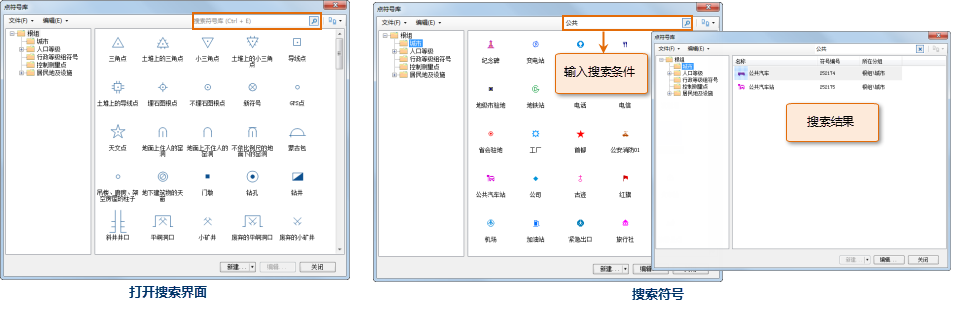 点符号库
文件(F) 编辑(E)
搜索符号库 (Ctrl + E)
根组
城市
人口等级
行政等级组符号
控制测量点
居民地及设施
三角点 土堆上的三角点 小三角点 土堆上的小三角 导线点
土堆上的导线点 埋石图根点 不埋石图根点 新符号 GPS点
天文点 地面上住人的窑洞 地面上不住人的窑洞 不依比例尺的地面下的窑洞 蒙古包
地下建筑物的天窗 门墩 钻孔 钻井
斜井井口 平峒洞口 小矿井 废弃的平峒洞口 废弃的小矿井
新建... 编辑... 关闭
打开搜索界面
点符号库
文件(F) 编辑(E)
公共
根组
城市
人口等级
行政等级组符号
控制测量点
居民地及设施
纪念碑 变电站
地级市驻地 地铁站 电话 电信
省会驻地 工厂 首都 公安消防01
公共汽车站 公司 古迹 红旗
机场 加油站 紧急出口 旅行社
新建... 编辑...
输入搜索条件
点符号库
文件(F) 编辑(E)
公共
根组
城市
人口等级
行政等级组符号
控制测量点
居民地及设施
名称 符号编号 所在分组
公共汽车 252174 根组\城市
公共汽车站 252175 根组\城市
搜索结果
新建... 编辑... 关闭
搜索符号